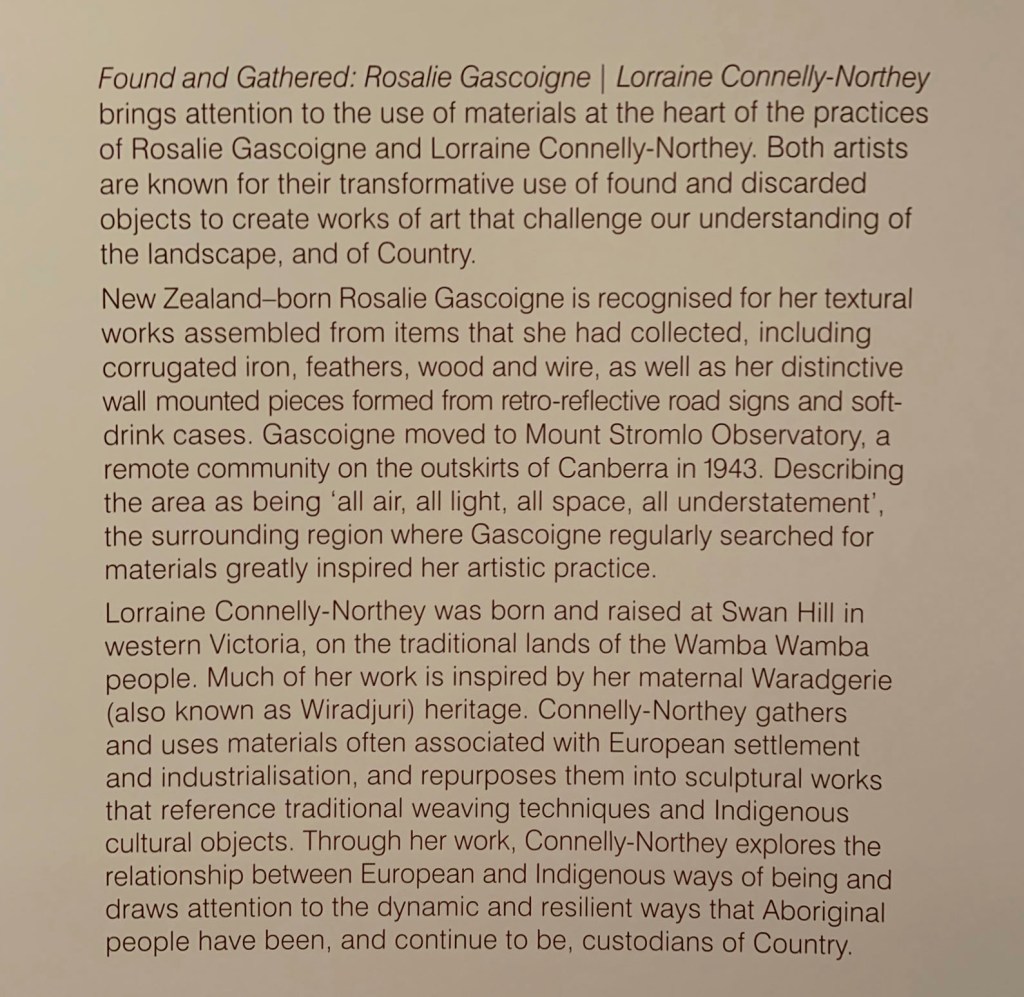 Found and Gathered: Rosalie Gascoigne | Lorraine Connelly-Northey
brings attention to the use of materials at the heart of the practices
of Rosalie Gascoigne and Lorraine Connelly-Northey. Both artists
are known for their transformative use of found and discarded
objects to create works of art that challenge our understanding of
the landscape, and of Country.
New Zealand–born Rosalie Gascoigne is recognised for her textural
works assembled from items that she had collected, including
corrugated iron, feathers, wood and wire, as well as her distinctive
wall mounted pieces formed from retro-reflective road signs and soft-
drink cases. Gascoigne moved to Mount Stromlo Observatory, a
remote community on the outskirts of Canberra in 1943. Describing
the area as being ‘all air, all light, all space, all understatement’,
the surrounding region where Gascoigne regularly searched for
materials greatly inspired her artistic practice.
Lorraine Connelly-Northey was born and raised at Swan Hill in
western Victoria, on the traditional lands of the Wamba Wamba
people. Much of her work is inspired by her maternal Waradgerie
(also known as Wiradjuri) heritage. Connelly-Northey gathers
and uses materials often associated with European settlement
and industrialisation, and repurposes them into sculptural works
that reference traditional weaving techniques and Indigenous
cultural objects. Through her work, Connelly-Northey explores the
relationship between European and Indigenous ways of being and
draws attention to the dynamic and resilient ways that Aboriginal
people have been, and continue to be, custodians of Country.